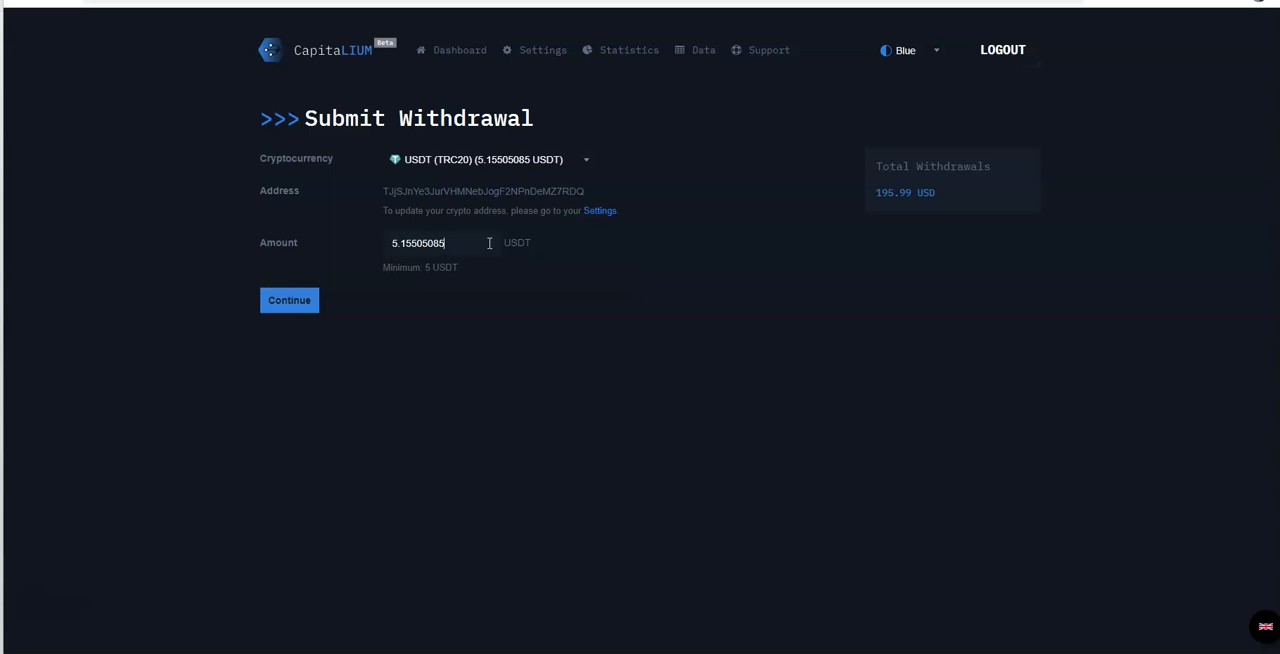 CapitaLIUM Beta Dashboard Settings Statistics Data Support Blue LOGOUT
>>> Submit Withdrawal
Cryptocurrency USDT (TRC20) (5.15505085 USDT)
Address TJjSJnYe3JurVHMNebJogF2NPnDeMZ7RDQ
To update your crypto address, please go to your Settings.
Amount 5.15505085 USDT
Minimum: 5 USDT
Continue
Total Withdrawals
195.99 USD